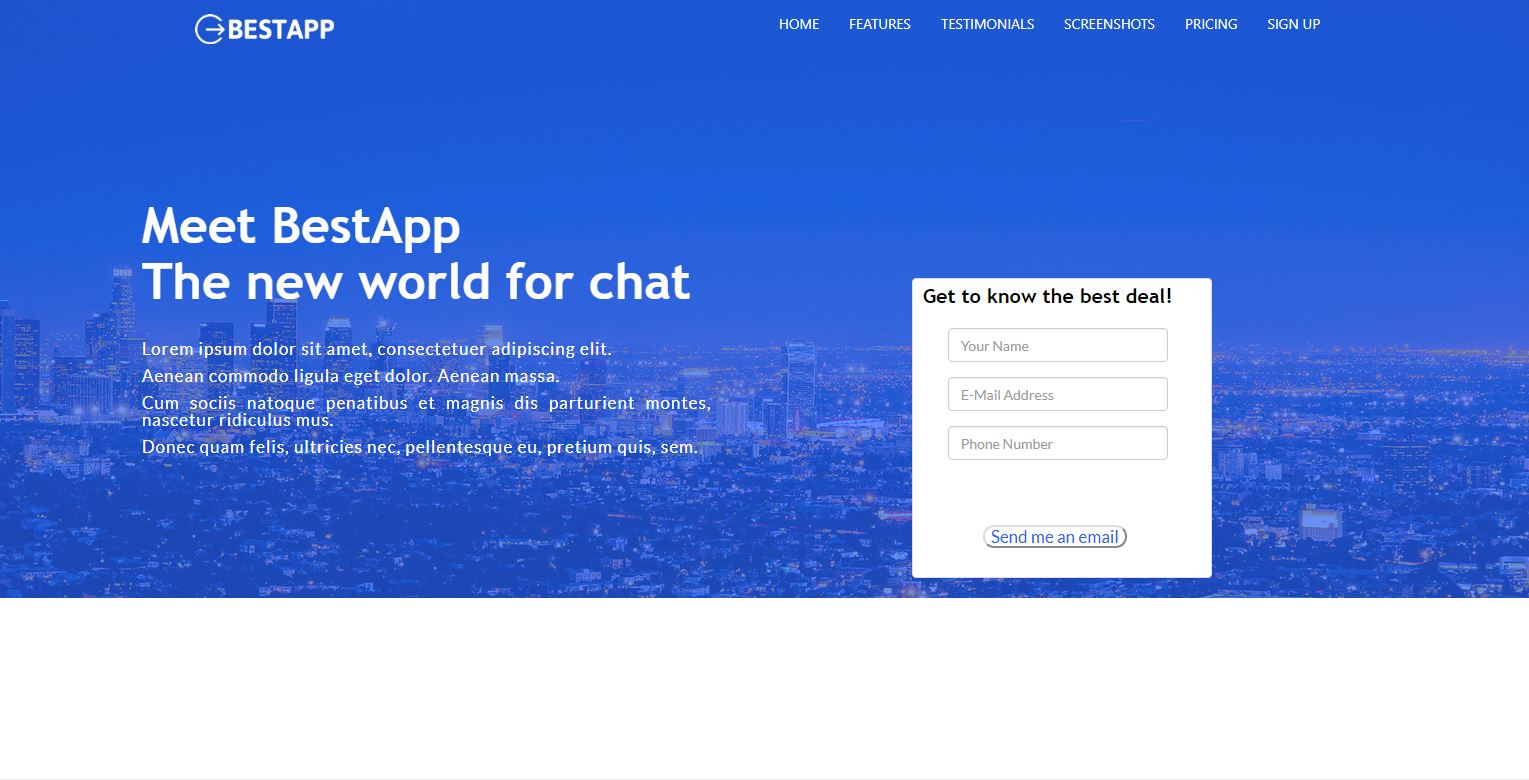 BESTAPP
HOME FEATURES TESTIMONIALS SCREENSHOTS PRICING SIGN UP
Meet BestApp
The new world for chat
Lorem ipsum dolor sit amet, consectetuer adipiscing elit.
Aenean commodo ligula eget dolor. Aenean massa.
Cum sociis natoque penatibus et magnis dis parturient montes,
nascetur ridiculus mus.
Donec quam felis, ultricies nec, pellentesque eu, pretium quis, sem.
Get to know the best deal!
Your Name
E-Mail Address
Phone Number
Send me an email